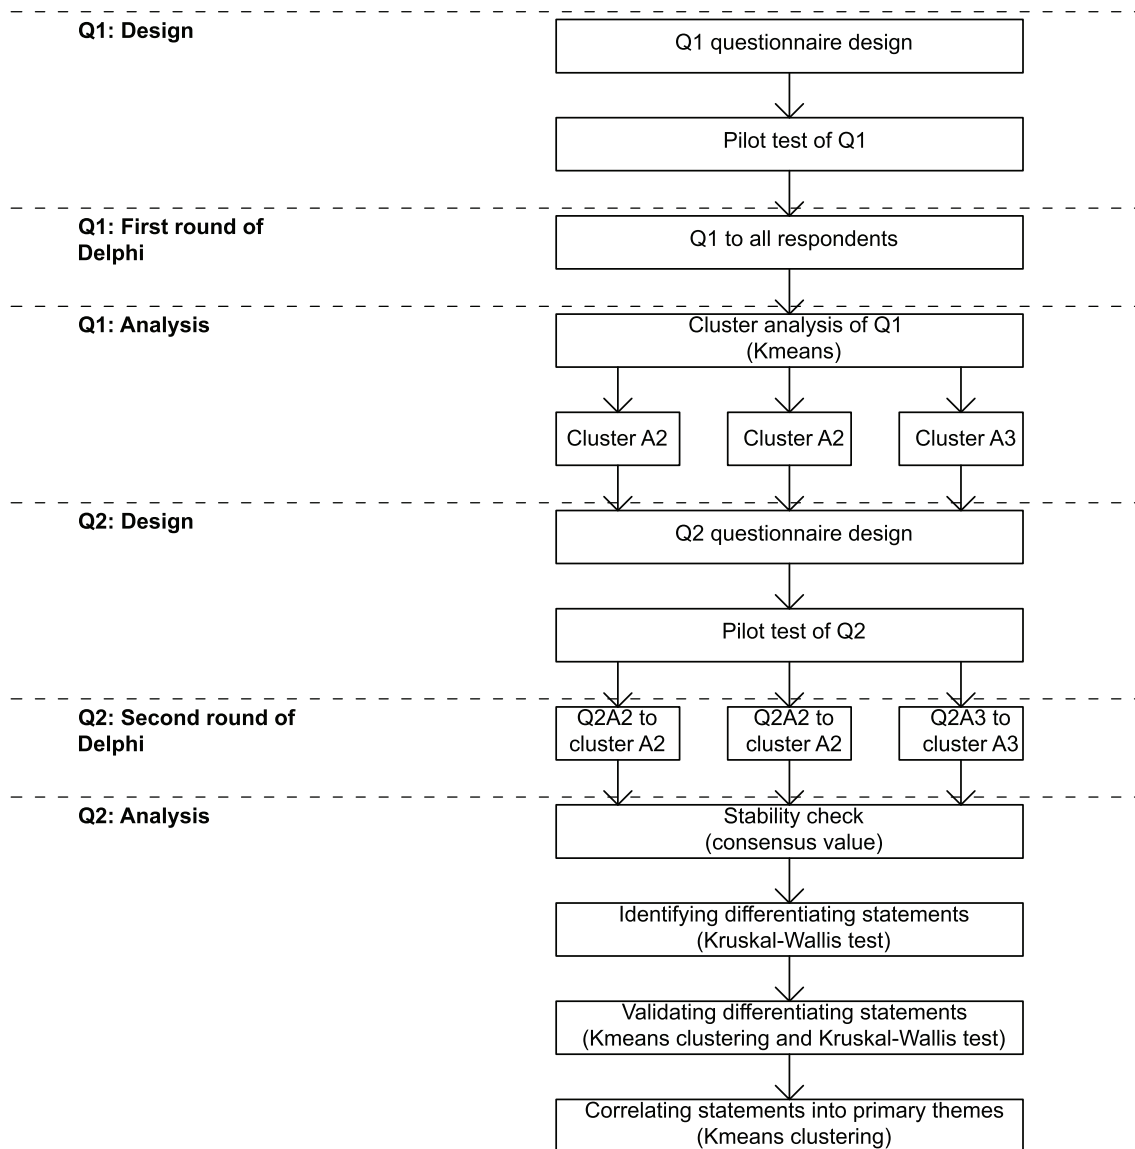 Q1: Design
Q1 questionnaire design
Pilot test of Q1
Q1: First round of
Delphi
Q1 to all respondents
Q1: Analysis
Cluster analysis of Q1
(Kmeans)
Cluster A2
Cluster A2
Cluster A3
Q2: Design
Q2 questionnaire design
Pilot test of Q2
Q2: Second round of
Delphi
Q2A2 to
cluster A2
Q2A2 to
cluster A2
Q2A3 to
cluster A3
Q2: Analysis
Stability check
(consensus value)
Identifying differentiating statements
(Kruskal-Wallis test)
Validating differentiating statements
(Kmeans clustering and Kruskal-Wallis test)
Correlating statements into primary themes
(Kmeans clustering)